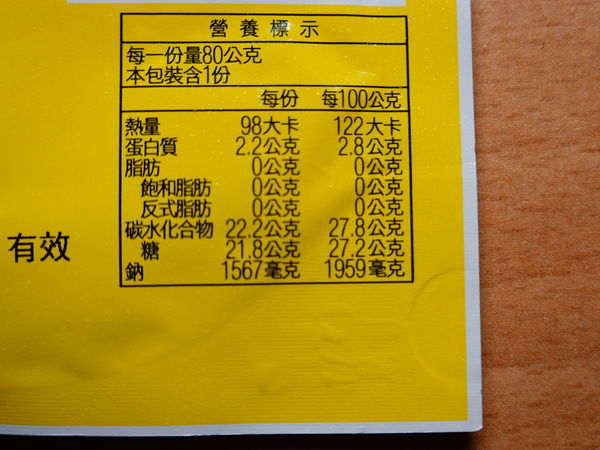 營養標示
每一份量80公克
本包裝含1份
每份 每100公克
熱量 98大卡 122大卡
蛋白質 2.2公克 2.8公克
脂肪 0公克 0公克
飽和脂肪 0公克 0公克
反式脂肪 0公克 0公克
碳水化合物 22.2公克 27.8公克
糖 21.8公克 27.2公克
鈉 1567毫克 1959毫克
有效